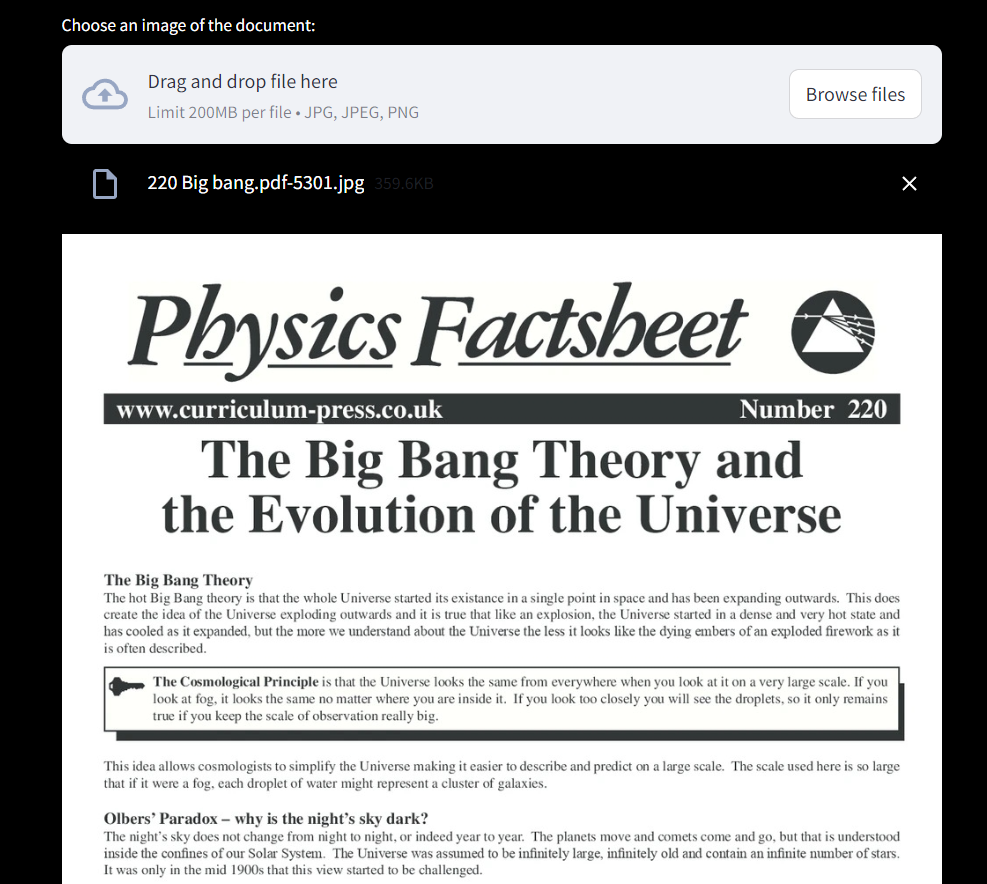 Choose an image of the document:
Drag and drop file here
Limit 200MB per file • JPG, JPEG, PNG
Browse files
220 Big bang.pdf-5301.jpg 359.6KB
Physics Factsheet
www.curriculum-press.co.uk Number 220
The Big Bang Theory and
the Evolution of the Universe
The Big Bang Theory
The hot Big Bang theory is that the whole Universe started its existance in a single point in space and has been expanding outwards. This does
create the idea of the Universe exploding outwards and it is true that like an explosion, the Universe started in a dense and very hot state and
has cooled as it expanded, but the more we understand about the Universe the less it looks like the dying embers of an exploded firework as it
is often described.
The Cosmological Principle is that the Universe looks the same from everywhere when you look at it on a very large scale. If you
look at fog, it looks the same no matter where you are inside it. If you look too closely you will see the droplets, so it only remains
true if you keep the scale of observation really big.
This idea allows cosmologists to simplify the Universe making it easier to describe and predict on a large scale. The scale used here is so large
that if it were a fog, each droplet of water might represent a cluster of galaxies.
Olbers' Paradox – why is the night's sky dark?
The night's sky does not change from night to night, or indeed year to year. The planets move and comets come and go, but that is understood
inside the confines of our Solar System. The Universe was assumed to be infinitely large, infinitely old and contain an infinite number of stars.
It was only in the mid 1900s that this view started to be challenged.